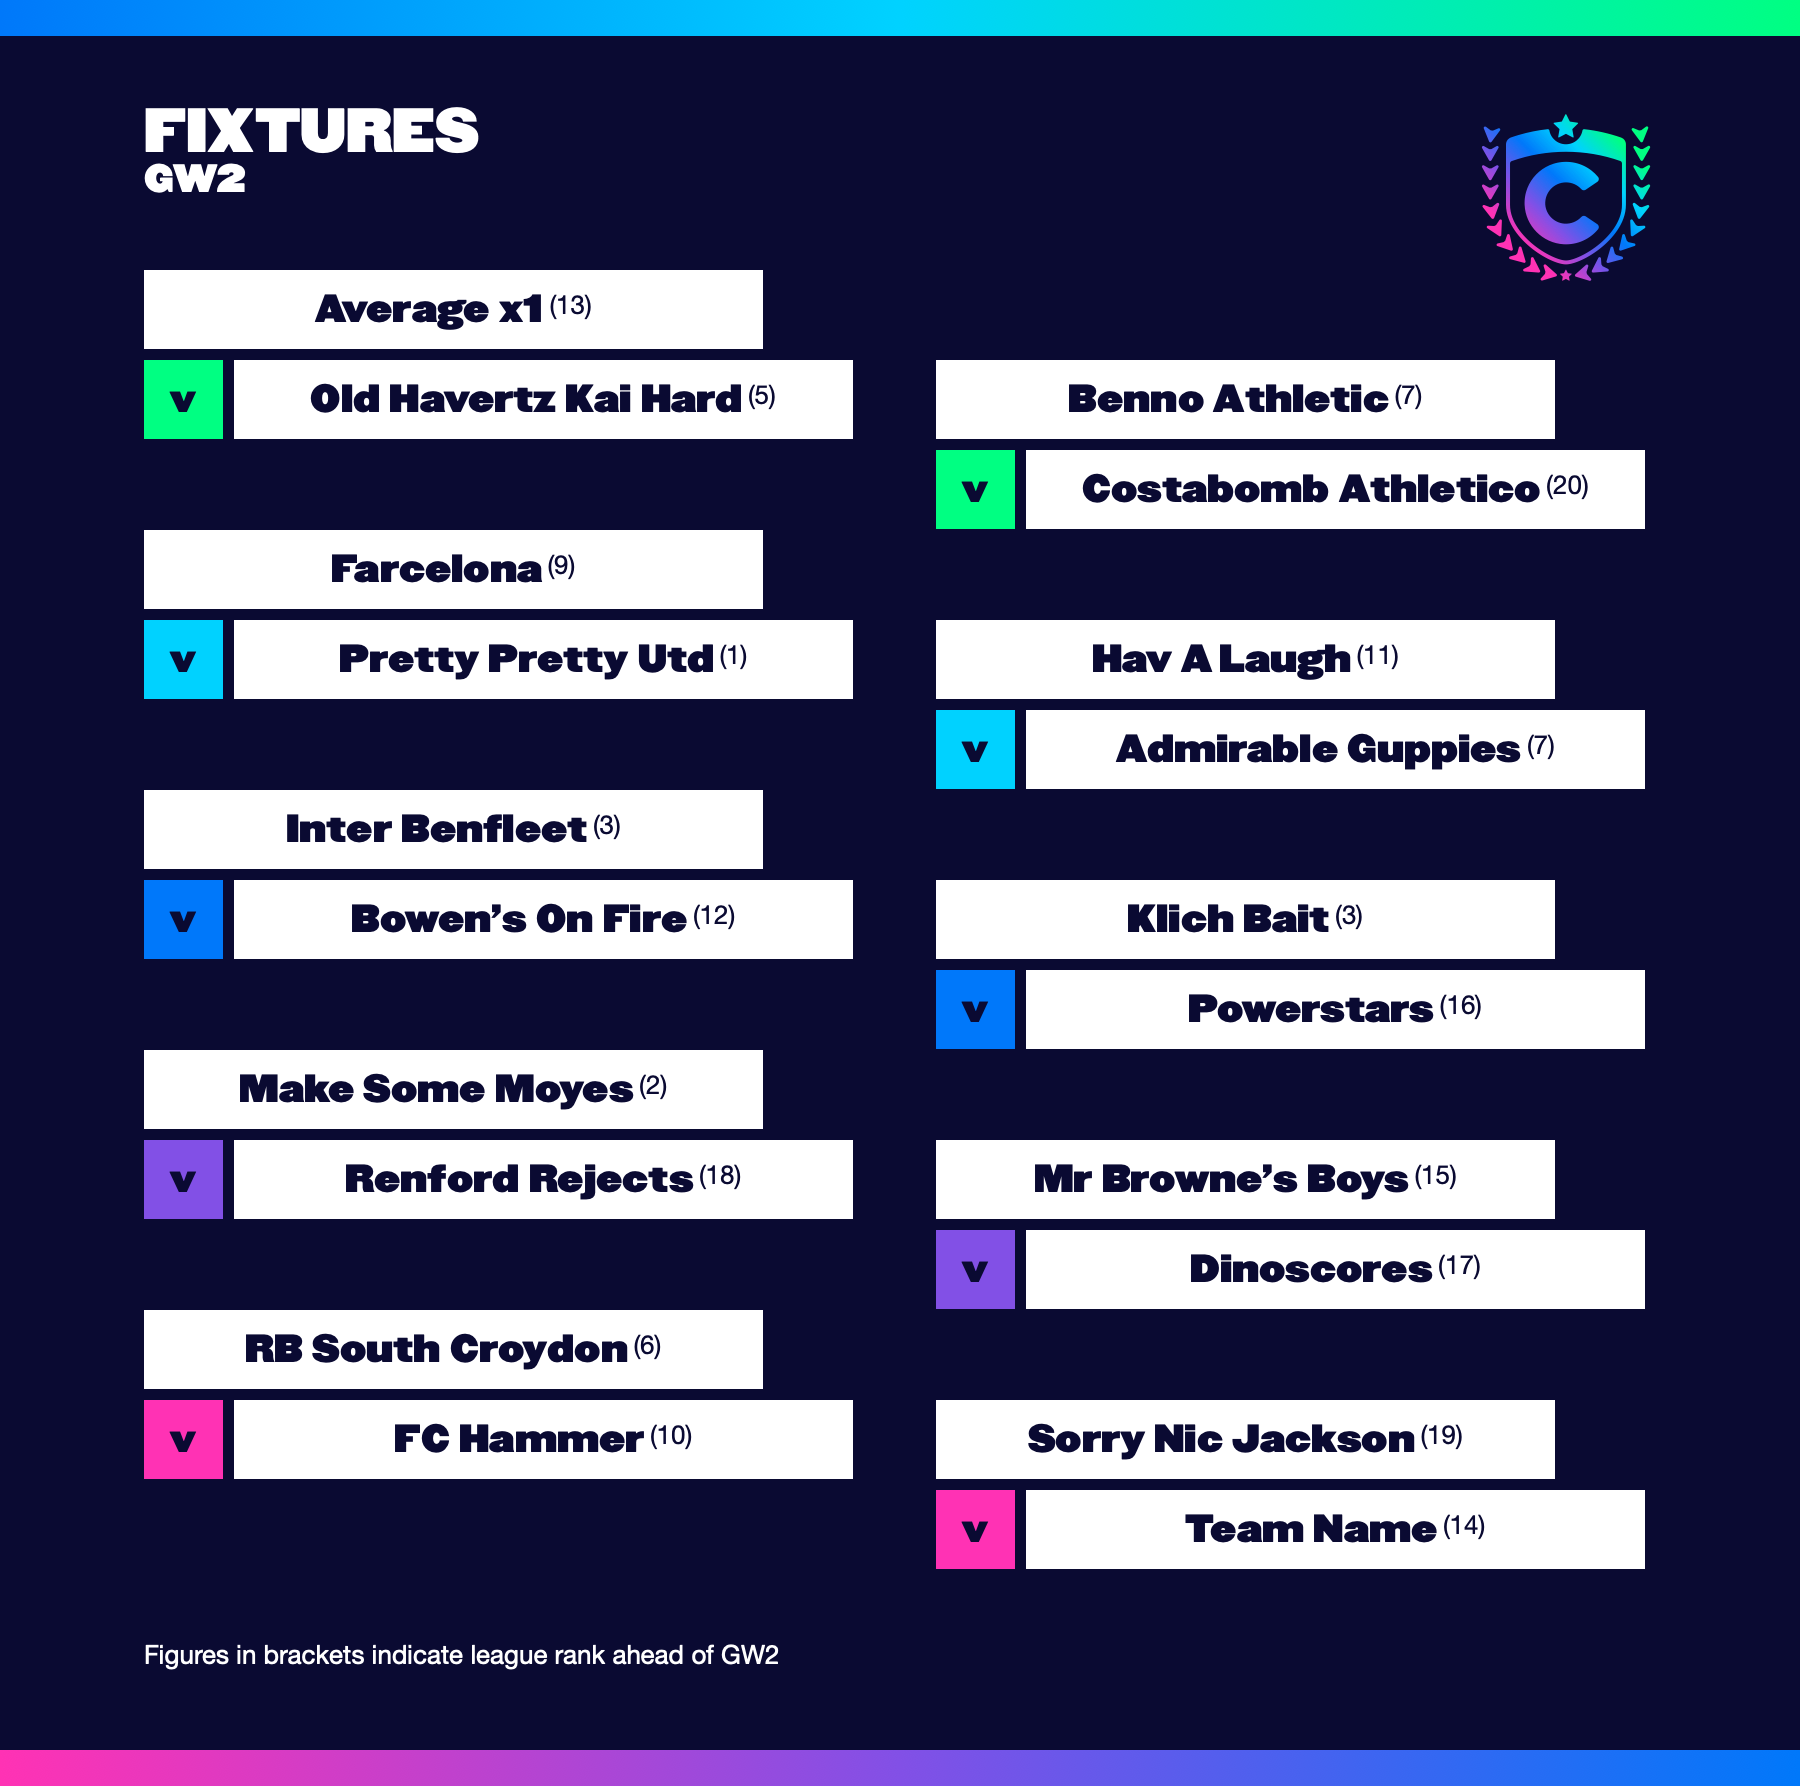 FIXTURES
GW2
C
Average x1 (13)
v Old Havertz Kai Hard (5)
Benno Athletic (7)
v Costabomb Athletico (20)
Farcelona (9)
v Pretty Pretty Utd (1)
Hav A Laugh (11)
v Admirable Guppies (7)
Inter Benfleet (3)
v Bowen’s On Fire (12)
Klich Bait (3)
v Powerstars (16)
Make Some Moyes (2)
v Renford Rejects (18)
Mr Browne’s Boys (15)
v Dinoscores (17)
RB South Croydon (6)
v FC Hammer (10)
Sorry Nic Jackson (19)
v Team Name (14)
Figures in brackets indicate league rank ahead of GW2